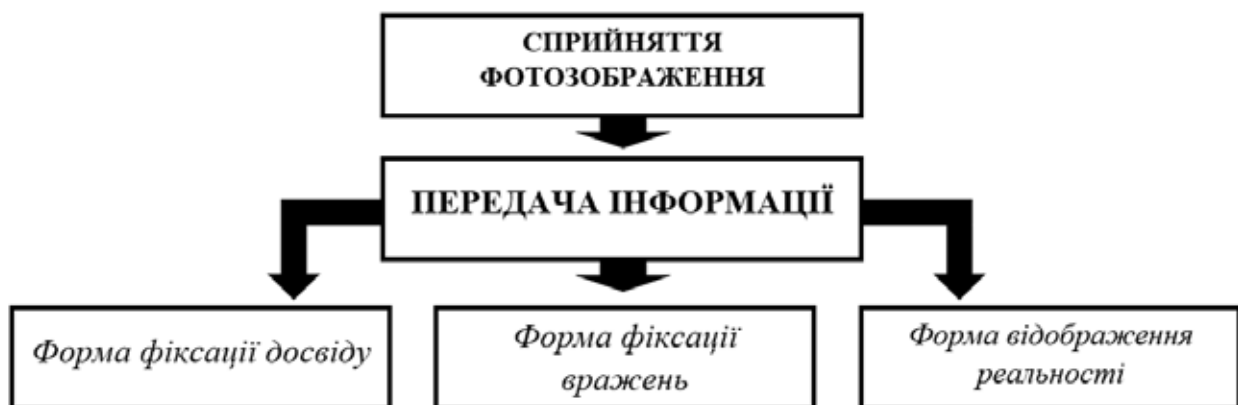 СПРИЙНЯТТЯ
ФОТОЗОБРАЖЕННЯ
ПЕРЕДАЧА ІНФОРМАЦІЇ
Форма фіксації досвіду
Форма фіксації
вражень
Форма відображення
реальності